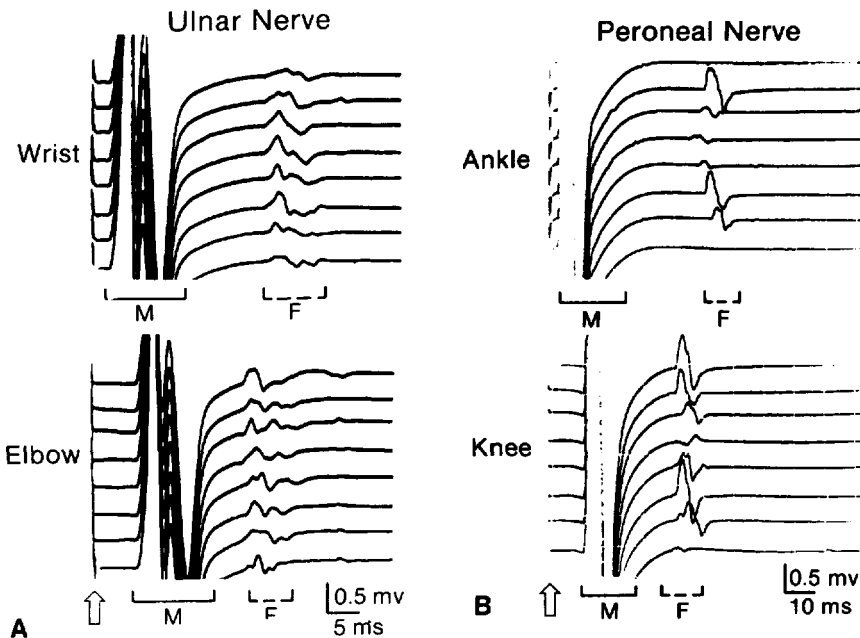 Ulnar Nerve
Wrist
M
F
Elbow
M
F
0.5 mv
5 ms
A
Peroneal Nerve
Ankle
M
F
Knee
M
F
0.5 mv
10 ms
B